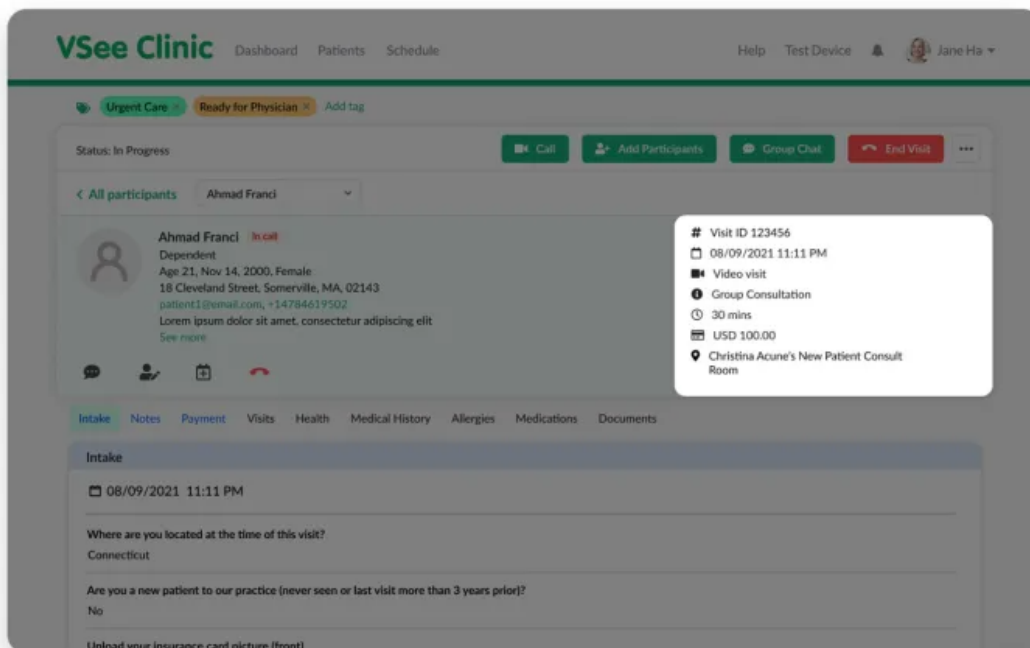 VSee Clinic Dashboard Patients Schedule Help Test Device Jane Ha
Urgent Care × Ready for Physician × Add tag
Status: In Progress Call Add Participants Group Chat End Visit ...
< All participants Ahmad Franci
Ahmad Franci In call
Dependent
Age 21, Nov 14, 2000, Female
18 Cleveland Street, Somerville, MA, 02143
patient1@email.com, +14784619502
Lorem ipsum dolor sit amet, consectetur adipiscing elit
See more
# Visit ID 123456
08/09/2021 11:11 PM
Video visit
Group Consultation
30 mins
USD 100.00
Christina Acune's New Patient Consult
Room
Intake Notes Payment Visits Health Medical History Allergies Medications Documents
Intake
08/09/2021 11:11 PM
Where are you located at the time of this visit?
Connecticut
Are you a new patient to our practice (never seen or last visit more than 3 years prior)?
No
Upload your insurance card picture (front)